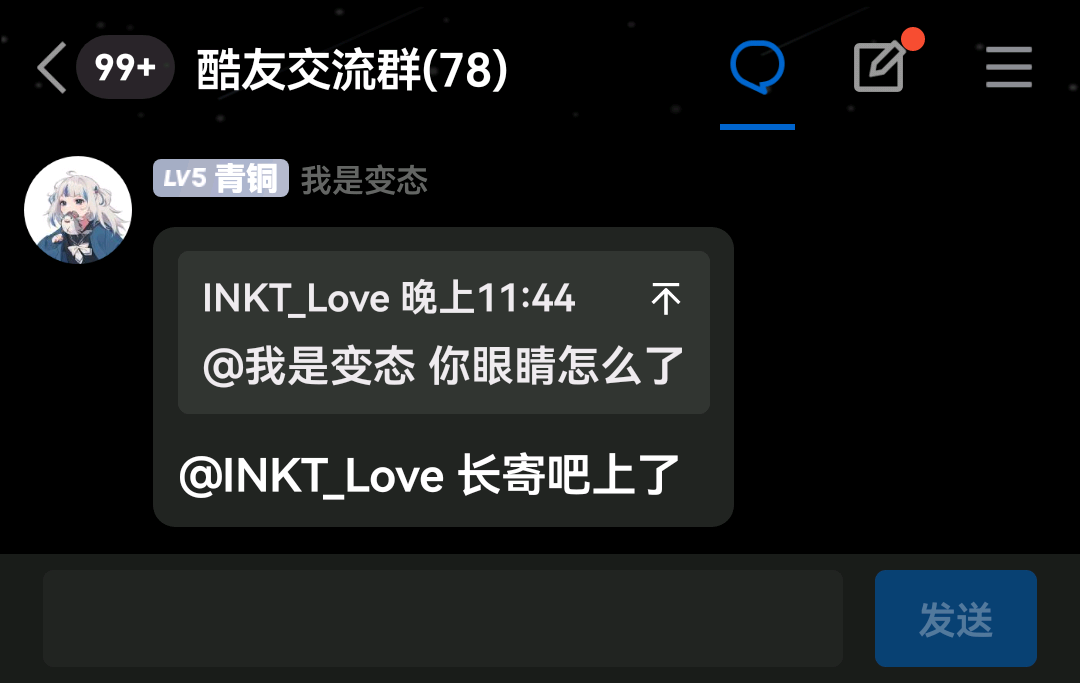 99+ 酷友交流群(78)
LV5 青铜 我是变态
INKT_Love 晚上11:44
@我是变态 你眼睛怎么了
@INKT_Love 长寄吧上了
发送